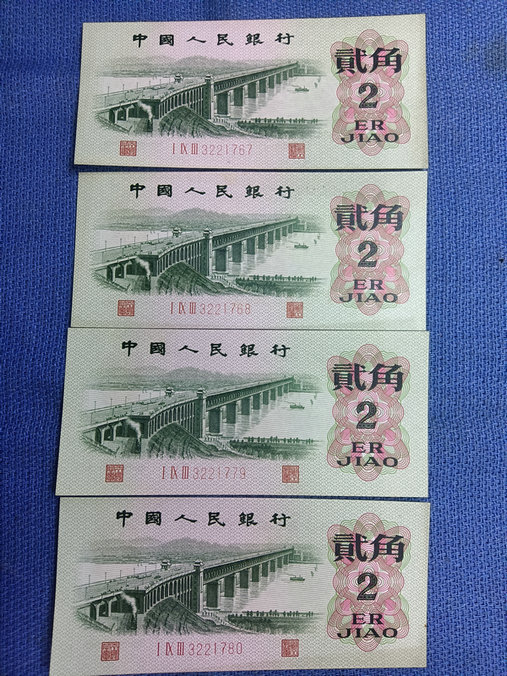 中國人民銀行
貳角
2
ER
JIAO
I IX III 3221767
中國人民銀行
貳角
2
ER
JIAO
I IX III 3221768
中國人民銀行
貳角
2
ER
JIAO
I IX III 3221779
中國人民銀行
貳角
2
ER
JIAO
I IX III 3221780